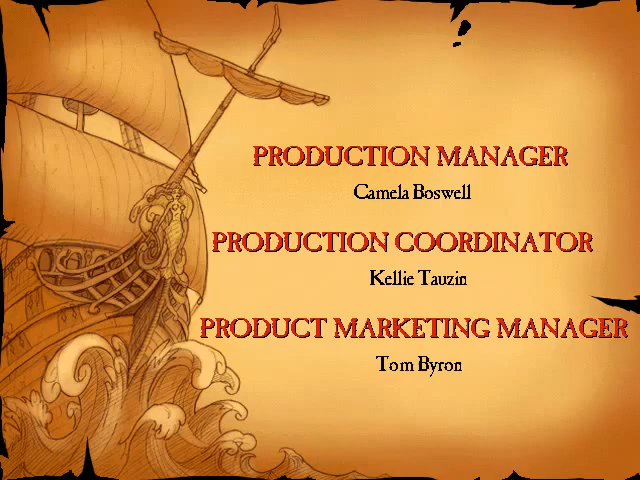 PRODUCTION MANAGER
Camela Boswell
PRODUCTION COORDINATOR
Kellie Tauzin
PRODUCT MARKETING MANAGER
Tom Byron